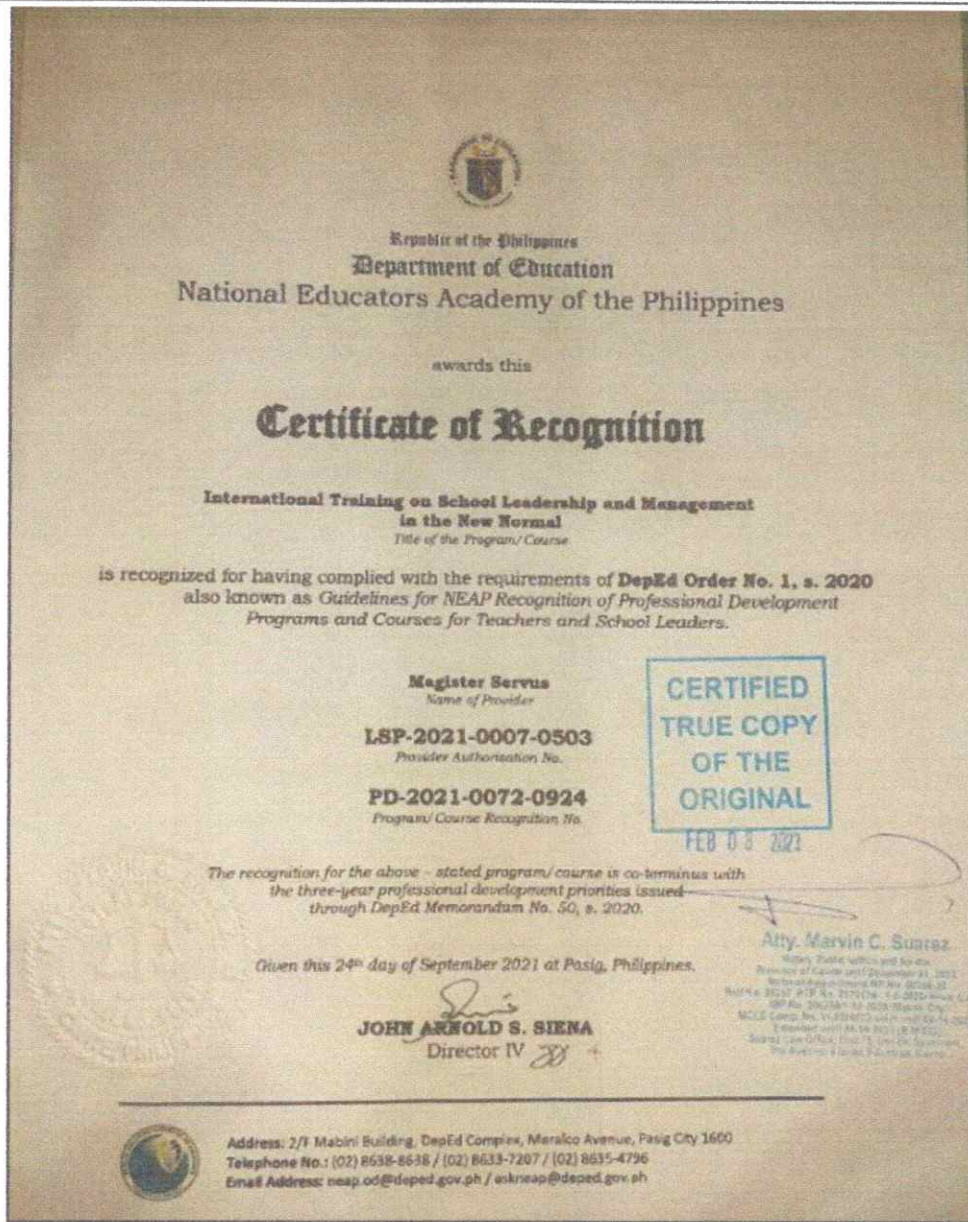 Republic of the Philippines
Department of Education
National Educators Academy of the Philippines
awards this
Certificate of Recognition
International Training on School Leadership and Management
in the New Normal
Title of the Program/Course
is recognized for having complied with the requirements of DepEd Order No. 1, s. 2020
also known as Guidelines for NEAP Recognition of Professional Development
Programs and Courses for Teachers and School Leaders.
Magister Servus
Name of Provider
LSP-2021-0007-0503
Provider Authorization No.
PD-2021-0072-0924
Program/Course Recognition No.
CERTIFIED
TRUE COPY
OF THE
ORIGINAL
FEB 03 2023
The recognition for the above - stated program/course is co-terminus with
the three-year professional development priorities issued
through DepEd Memorandum No. 50, s. 2020.
Atty. Marvin C. Suarez
Given this 24th day of September 2021 at Pasig, Philippines.
JOHN ARNOLD S. SIENA
Director IV
Address: 2/F Mabini Building, DepEd Complex, Meralco Avenue, Pasig City 1600
Telephone No.: (02) 8638-8638 / (02) 8633-7207 / (02) 8635-4796
Email Address: neap.od@deped.gov.ph / askneap@deped.gov.ph